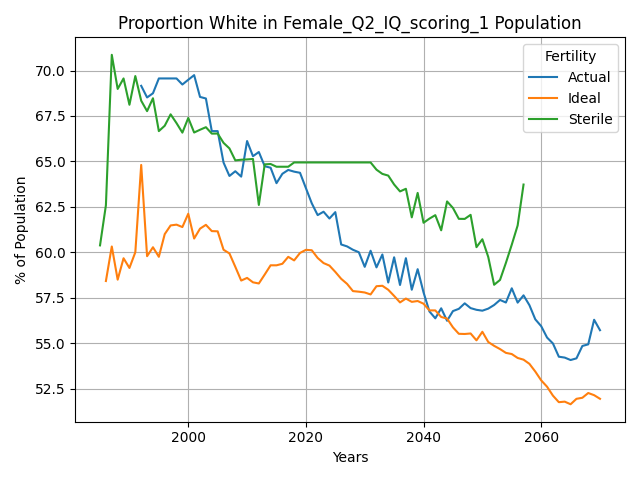 Proportion White in Female_Q2_IQ_scoring_1 Population
Fertility
Actual
Ideal
Sterile
% of Population
70.0
67.5
65.0
62.5
60.0
57.5
55.0
52.5
2000
2020
2040
2060
Years